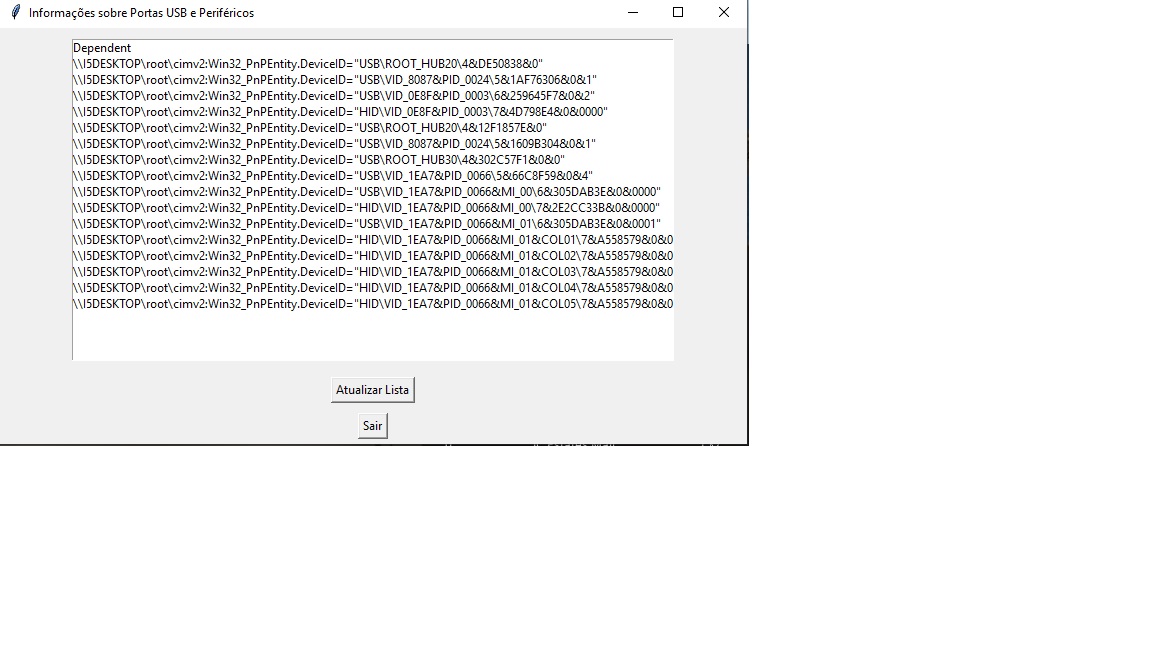 Informações sobre Portas USB e Periféricos
Dependent
\\I5DESKTOP\root\cimv2:Win32_PnPEntity.DeviceID="USB\ROOT_HUB20\4&DE50838&0"
\\I5DESKTOP\root\cimv2:Win32_PnPEntity.DeviceID="USB\VID_8087&PID_0024\5&1AF76306&0&1"
\\I5DESKTOP\root\cimv2:Win32_PnPEntity.DeviceID="USB\VID_0E8F&PID_0003\6&259645F7&0&2"
\\I5DESKTOP\root\cimv2:Win32_PnPEntity.DeviceID="HID\VID_0E8F&PID_0003\7&4D798E4&0&0000"
\\I5DESKTOP\root\cimv2:Win32_PnPEntity.DeviceID="USB\ROOT_HUB20\4&12F1857E&0"
\\I5DESKTOP\root\cimv2:Win32_PnPEntity.DeviceID="USB\VID_8087&PID_0024\5&1609B304&0&1"
\\I5DESKTOP\root\cimv2:Win32_PnPEntity.DeviceID="USB\ROOT_HUB30\4&302C57F1&0&0"
\\I5DESKTOP\root\cimv2:Win32_PnPEntity.DeviceID="USB\VID_1EA7&PID_0066\5&66C8F59&0&4"
\\I5DESKTOP\root\cimv2:Win32_PnPEntity.DeviceID="USB\VID_1EA7&PID_0066&MI_00\6&305DAB3E&0&0000"
\\I5DESKTOP\root\cimv2:Win32_PnPEntity.DeviceID="HID\VID_1EA7&PID_0066&MI_00\7&2E2CC33B&0&0000"
\\I5DESKTOP\root\cimv2:Win32_PnPEntity.DeviceID="USB\VID_1EA7&PID_0066&MI_01\6&305DAB3E&0&0001"
\\I5DESKTOP\root\cimv2:Win32_PnPEntity.DeviceID="HID\VID_1EA7&PID_0066&MI_01&COL01\7&A558579&0&0
\\I5DESKTOP\root\cimv2:Win32_PnPEntity.DeviceID="HID\VID_1EA7&PID_0066&MI_01&COL02\7&A558579&0&0
\\I5DESKTOP\root\cimv2:Win32_PnPEntity.DeviceID="HID\VID_1EA7&PID_0066&MI_01&COL03\7&A558579&0&0
\\I5DESKTOP\root\cimv2:Win32_PnPEntity.DeviceID="HID\VID_1EA7&PID_0066&MI_01&COL04\7&A558579&0&0
\\I5DESKTOP\root\cimv2:Win32_PnPEntity.DeviceID="HID\VID_1EA7&PID_0066&MI_01&COL05\7&A558579&0&0
Atualizar Lista
Sair